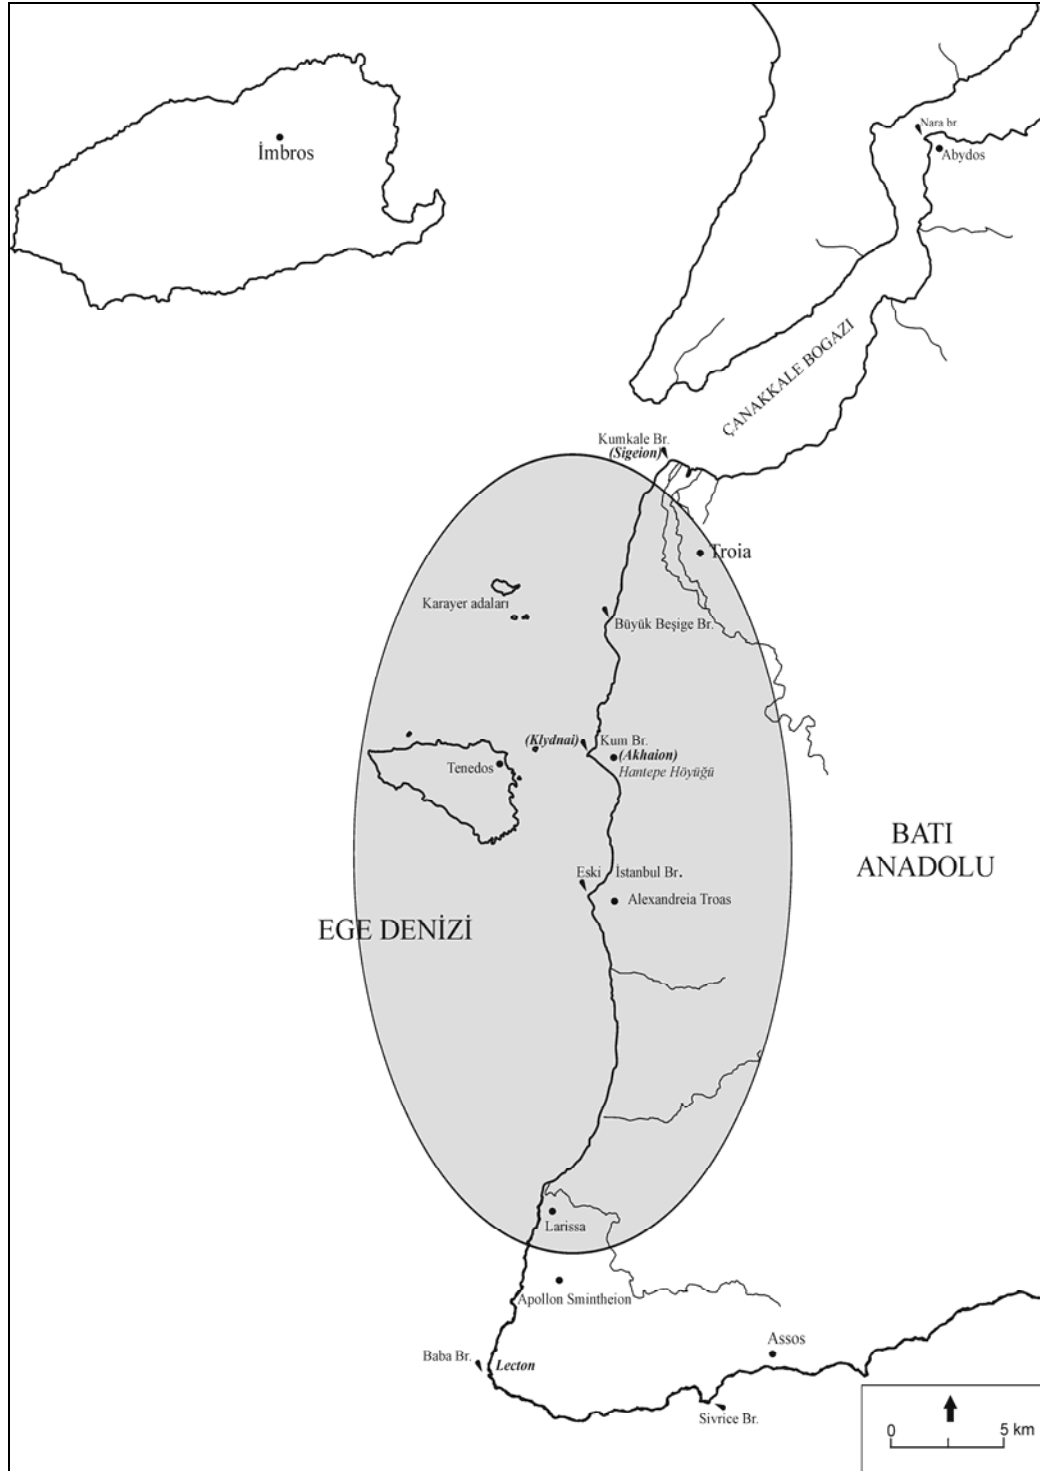 Nara br
Abydos
İmbros
ÇANAKKALE BOGAZI
Kumkale Br.
(Sigeion)
Troia
Karayer adaları
Büyük Beşige Br.
(Klydnai)
Kum Br.
(Akhaion)
Hantepe Höyüğü
Tenedos
BATI
ANADOLU
Eski İstanbul Br.
Alexandreia Troas
EGE DENİZİ
Larissa
Apollon Smintheion
Assos
Baba Br.
Lecton
Sivrice Br.
0 5 km